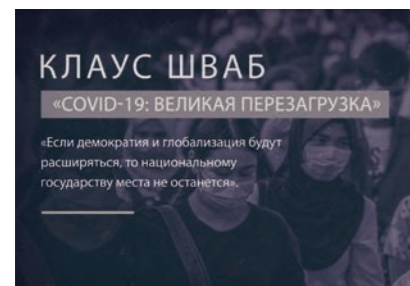 КЛАУС ШВАБ
«COVID-19: ВЕЛИКАЯ ПЕРЕЗАГРУЗКА»
«Если демократия и глобализация будут
расширяться, то национальному
государству места не останется».